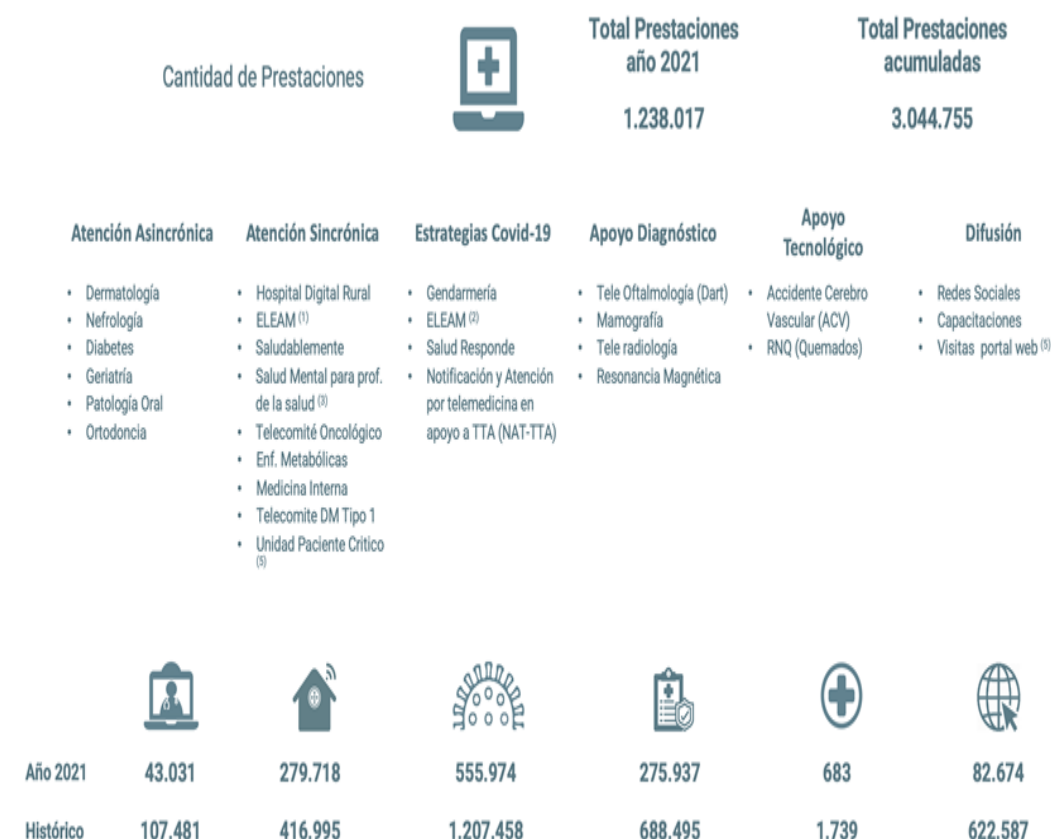 Cantidad de Prestaciones
Total Prestaciones
año 2021
1.238.017
Total Prestaciones
acumuladas
3.044.755
Atención Asincrónica
• Dermatología
• Nefrología
• Diabetes
• Geriatría
• Patología Oral
• Ortodoncia
Atención Sincrónica
• Hospital Digital Rural
• ELEAM (1)
• Saludablemente
• Salud Mental para prof.
de la salud (3)
• Telecomité Oncológico
• Enf. Metabólicas
• Medicina Interna
• Telecomite DM Tipo 1
• Unidad Paciente Critico
(5)
Estrategias Covid-19
• Gendarmería
• ELEAM (2)
• Salud Responde
• Notificación y Atención
por telemedicina en
apoyo a TTA (NAT-TTA)
Apoyo Diagnóstico
• Tele Oftalmología (Dart)
• Mamografía
• Tele radiología
• Resonancia Magnética
Apoyo
Tecnológico
• Accidente Cerebro
Vascular (ACV)
• RNQ (Quemados)
Difusión
• Redes Sociales
• Capacitaciones
• Visitas portal web (5)
Año 2021 43.031 279.718 555.974 275.937 683 82.674
Histórico 107.481 416.995 1.207.458 688.495 1.739 622.587